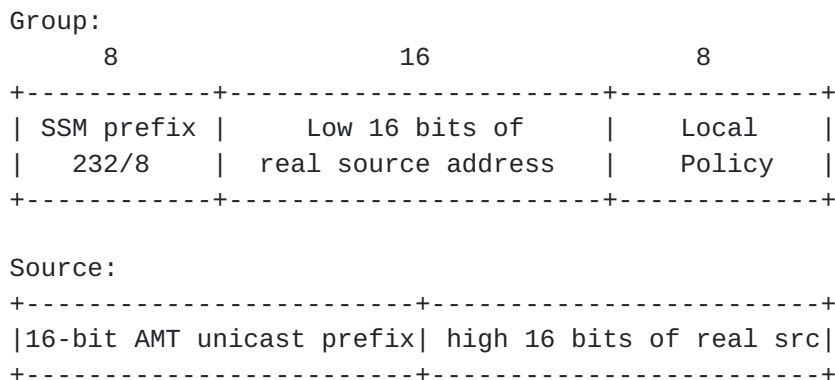 Group:
8 16 8
+------------+------------------------+-------------+
| SSM prefix | Low 16 bits of | Local |
| 232/8 | real source address | Policy |
+------------+------------------------+-------------+
Source:
+-------------------------+-------------------------+
|16-bit AMT unicast prefix| high 16 bits of real src|
+-------------------------+-------------------------+